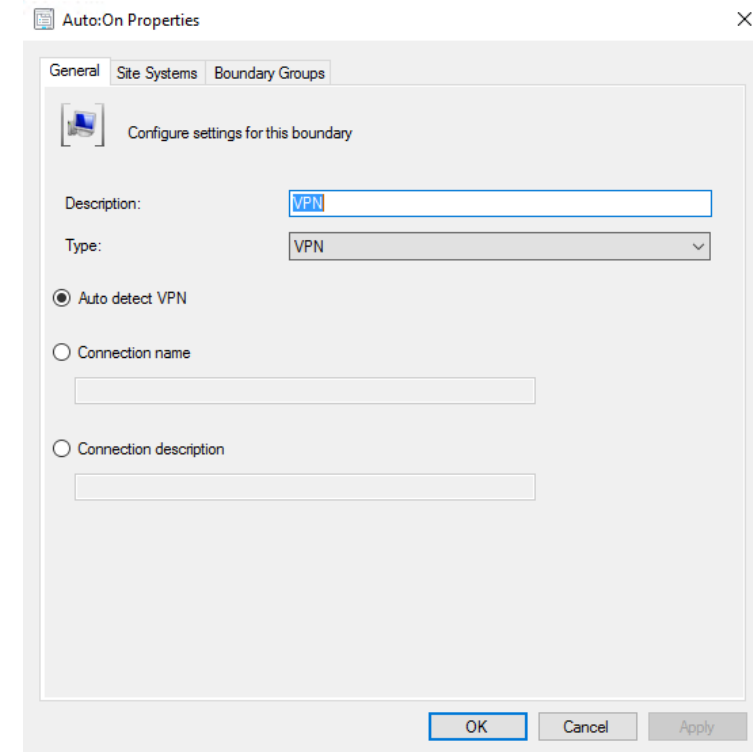 Auto:On Properties
General Site Systems Boundary Groups
Configure settings for this boundary
Description: VPN
Type: VPN
Auto detect VPN
Connection name
Connection description
OK Cancel Apply